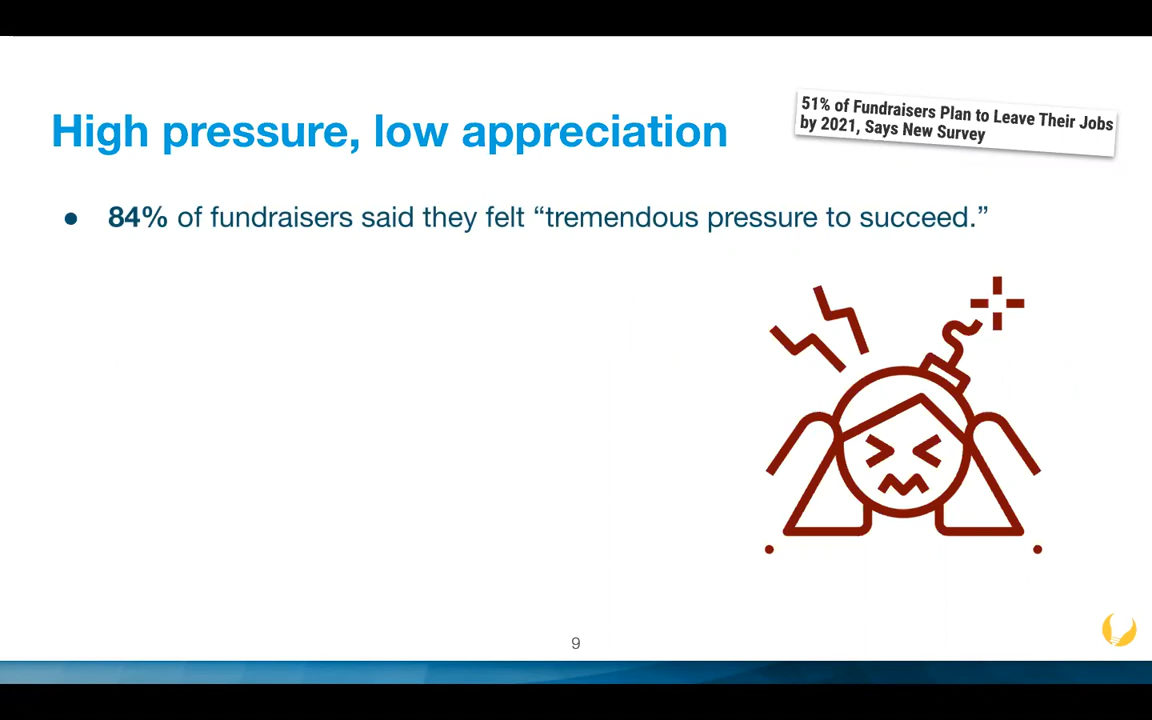 High pressure, low appreciation
51% of Fundraisers Plan to Leave Their Jobs
by 2021, Says New Survey
● 84% of fundraisers said they felt “tremendous pressure to succeed.”
9